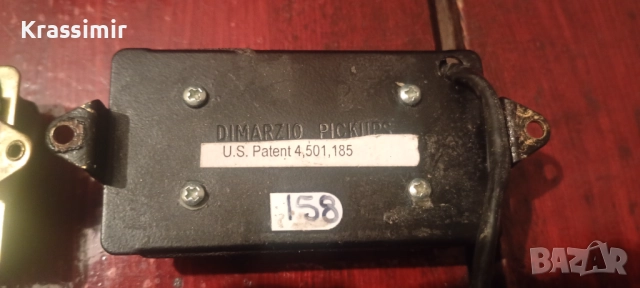 Krassimir
DIMARZIO PICKUPS
U.S. Patent 4,501,185
158
BAZAR